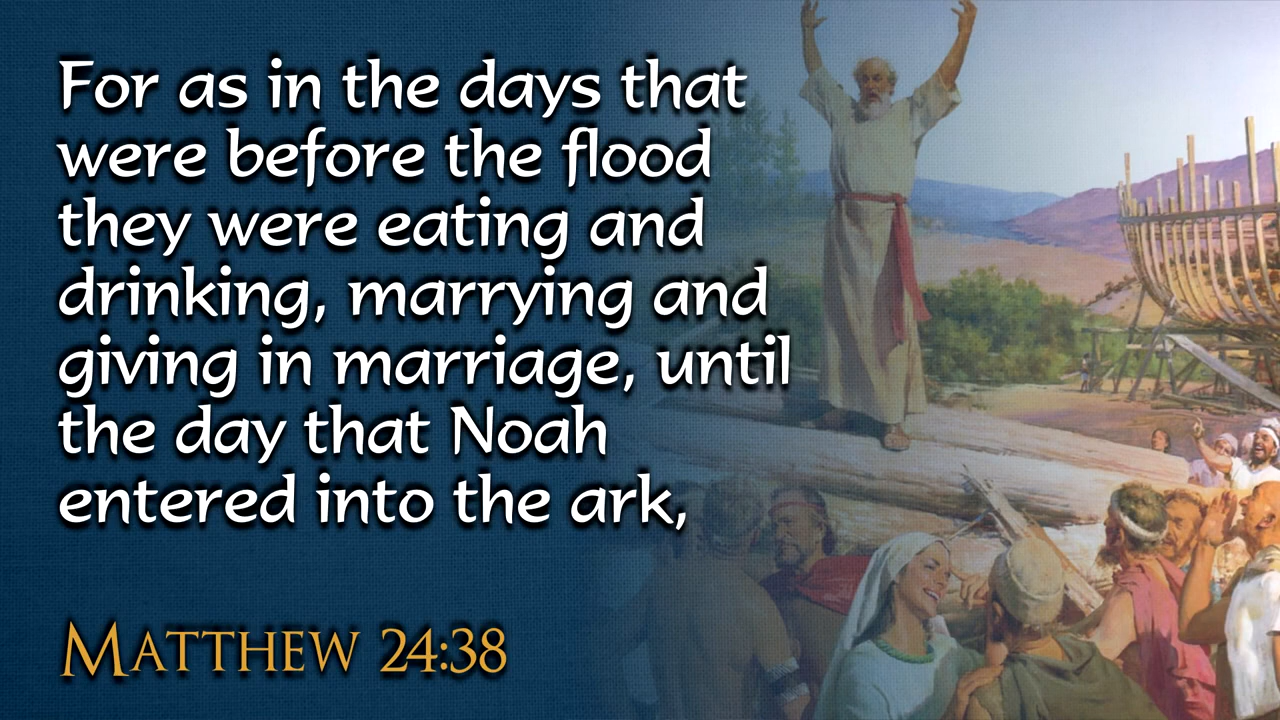 For as in the days that
were before the flood
they were eating and
drinking, marrying and
giving in marriage, until
the day that Noah
entered into the ark,
MATTHEW 24:38